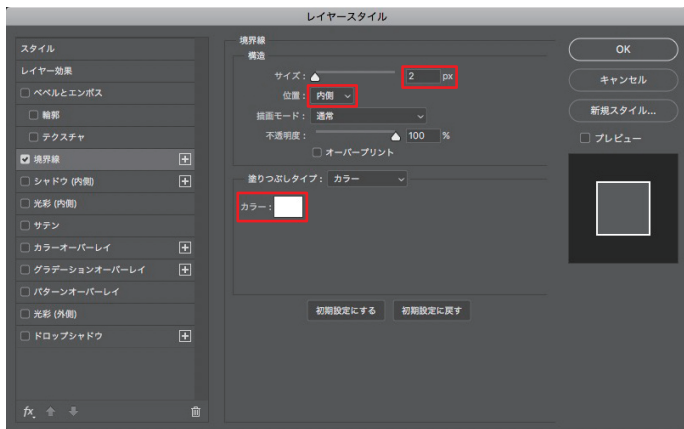 レイヤースタイル
スタイル
レイヤー効果
ベベルとエンボス
輪郭
テクスチャ
境界線
シャドウ (内側)
光彩 (内側)
サテン
カラーオーバーレイ
グラデーションオーバーレイ
パターンオーバーレイ
光彩 (外側)
ドロップシャドウ
fx
境界線
構造
サイズ : 2 px
位置 : 内側
描画モード : 通常
不透明度 : 100 %
オーバープリント
塗りつぶしタイプ : カラー
カラー :
初期設定にする 初期設定に戻す
OK
キャンセル
新規スタイル...
プレビュー